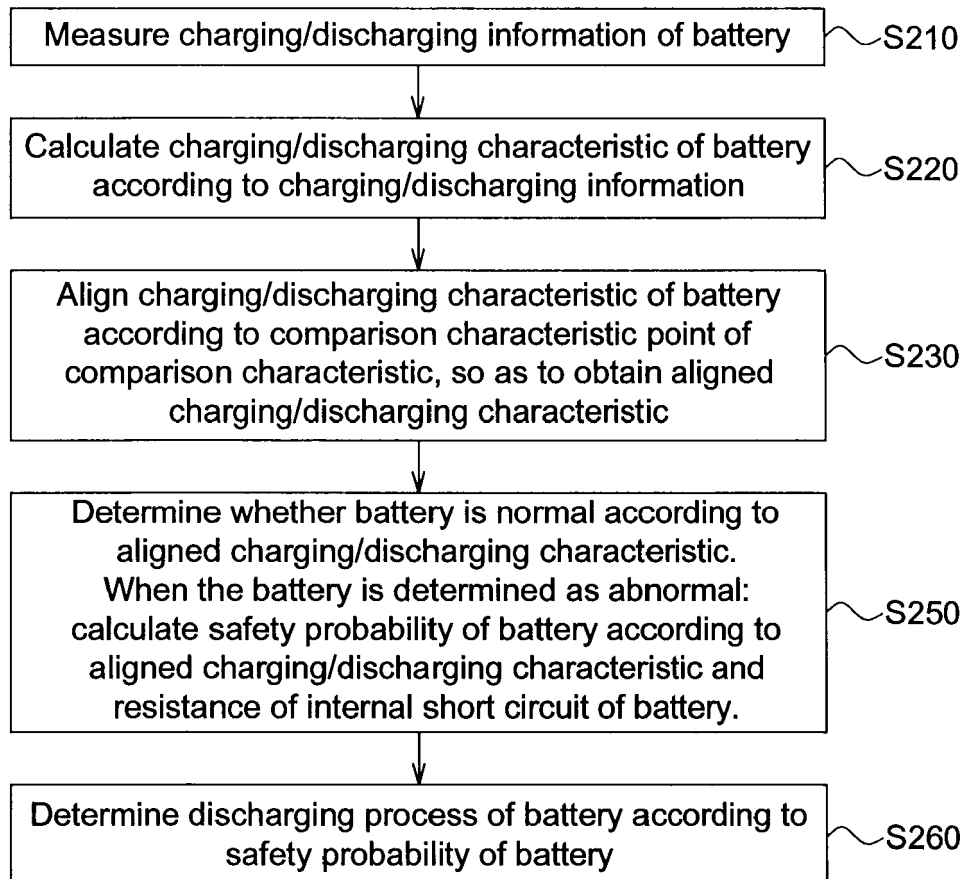 Measure charging/discharging information of battery
S210
Calculate charging/discharging characteristic of battery
according to charging/discharging information
S220
Align charging/discharging characteristic of battery
according to comparison characteristic point of
comparison characteristic, so as to obtain aligned
charging/discharging characteristic
S230
Determine whether battery is normal according to
aligned charging/discharging characteristic.
When the battery is determined as abnormal:
calculate safety probability of battery according to
aligned charging/discharging characteristic and
resistance of internal short circuit of battery.
S250
Determine discharging process of battery according to
safety probability of battery
S260